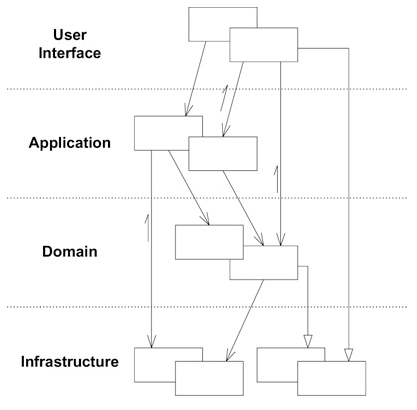 User
Interface
Application
Domain
Infrastructure